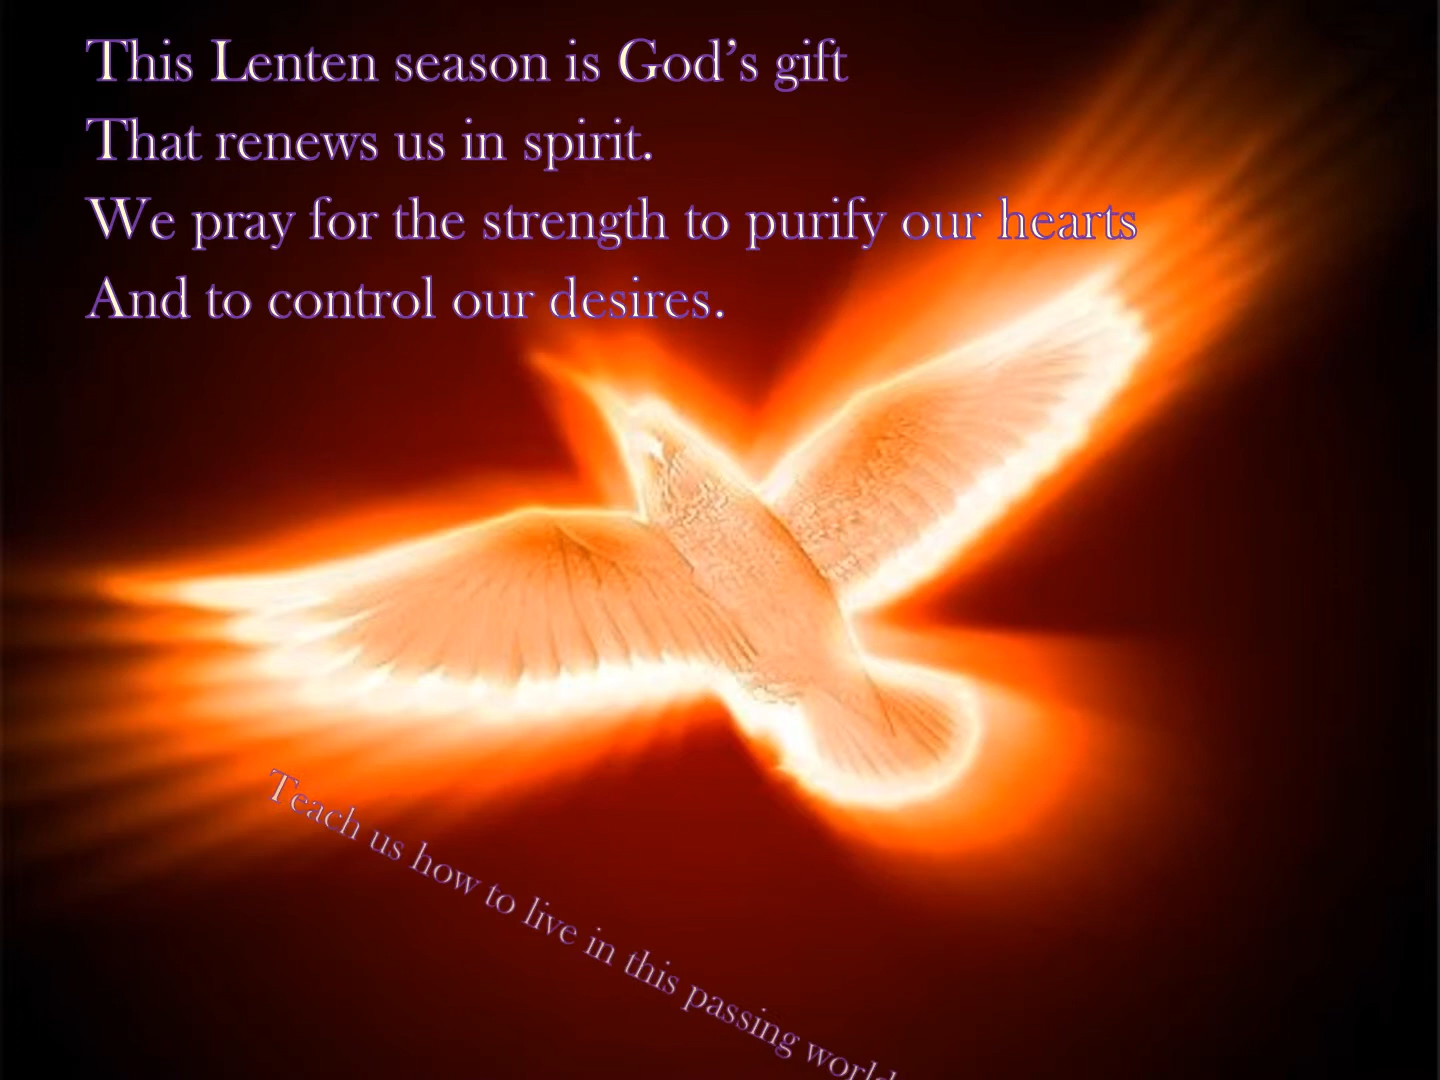 This Lenten season is God’s gift
That renews us in spirit.
We pray for the strength to purify our hearts
And to control our desires.
Teach us how to live in this passing world